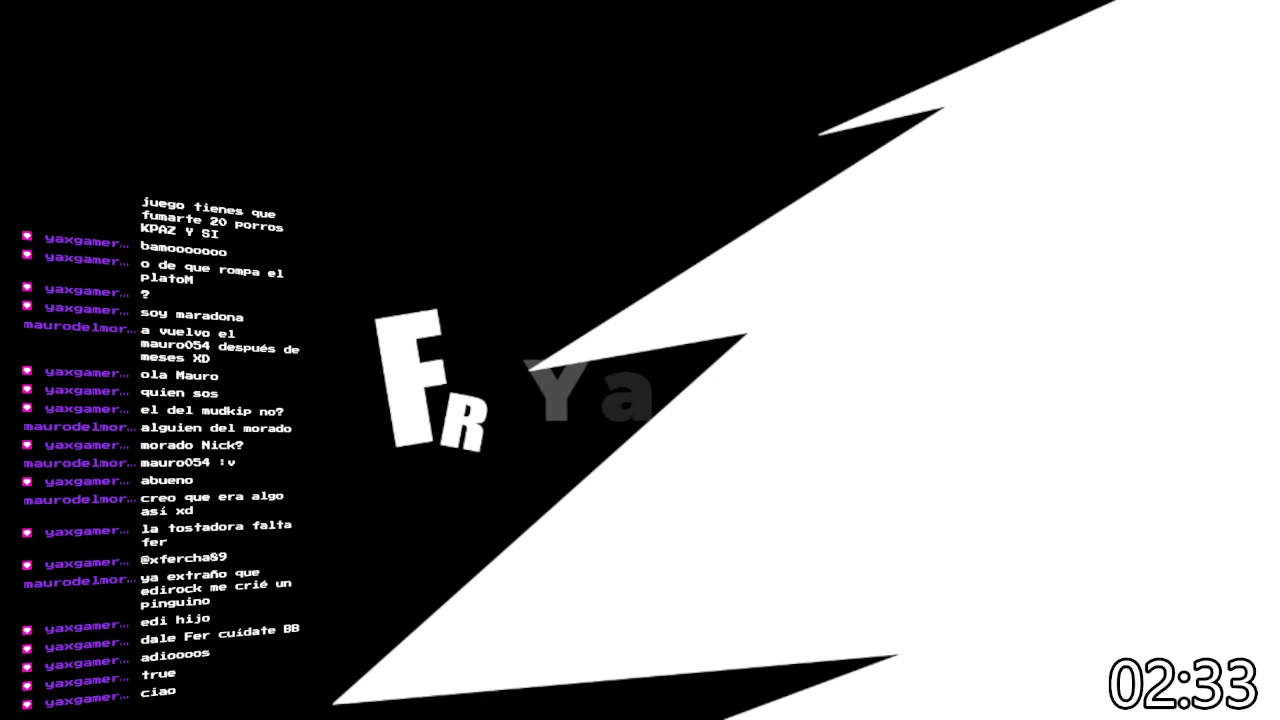 juego tienes que
fumarte 20 porros
KPAZ Y SI
yaxgamer… bamooooooo
yaxgamer… o de que rompa el
platoM
yaxgamer… ?
yaxgamer… soy maradona
maurodelmor… a vuelvo el
mauro054 después de
meses XD
yaxgamer… ola Mauro
yaxgamer… quien sos
yaxgamer… el del mudkip no?
maurodelmor… alguien del morado
yaxgamer… morado Nick?
maurodelmor… mauro054 :v
yaxgamer… abueno
maurodelmor… creo que era algo
así xd
yaxgamer… la tostadora falta
fer
yaxgamer… @xfercha89
maurodelmor… ya extraño que
edirock me crié un
pinguino
yaxgamer… edi hijo
yaxgamer… dale Fer cuídate BB
yaxgamer… adioooos
yaxgamer… true
yaxgamer… ciao
FR
Ya
02:33